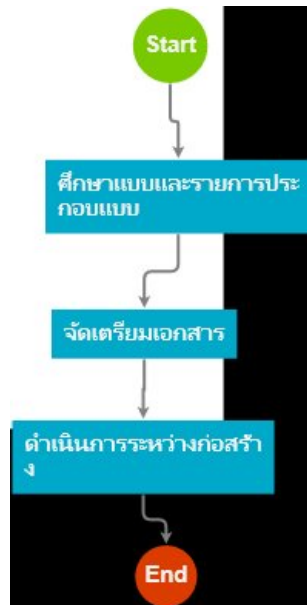 Start
ศึกษาแบบและรายการประ
กอบแบบ
จัดเตรียมเอกสาร
ดำเนินการระหว่างก่อสร้า
ง
End